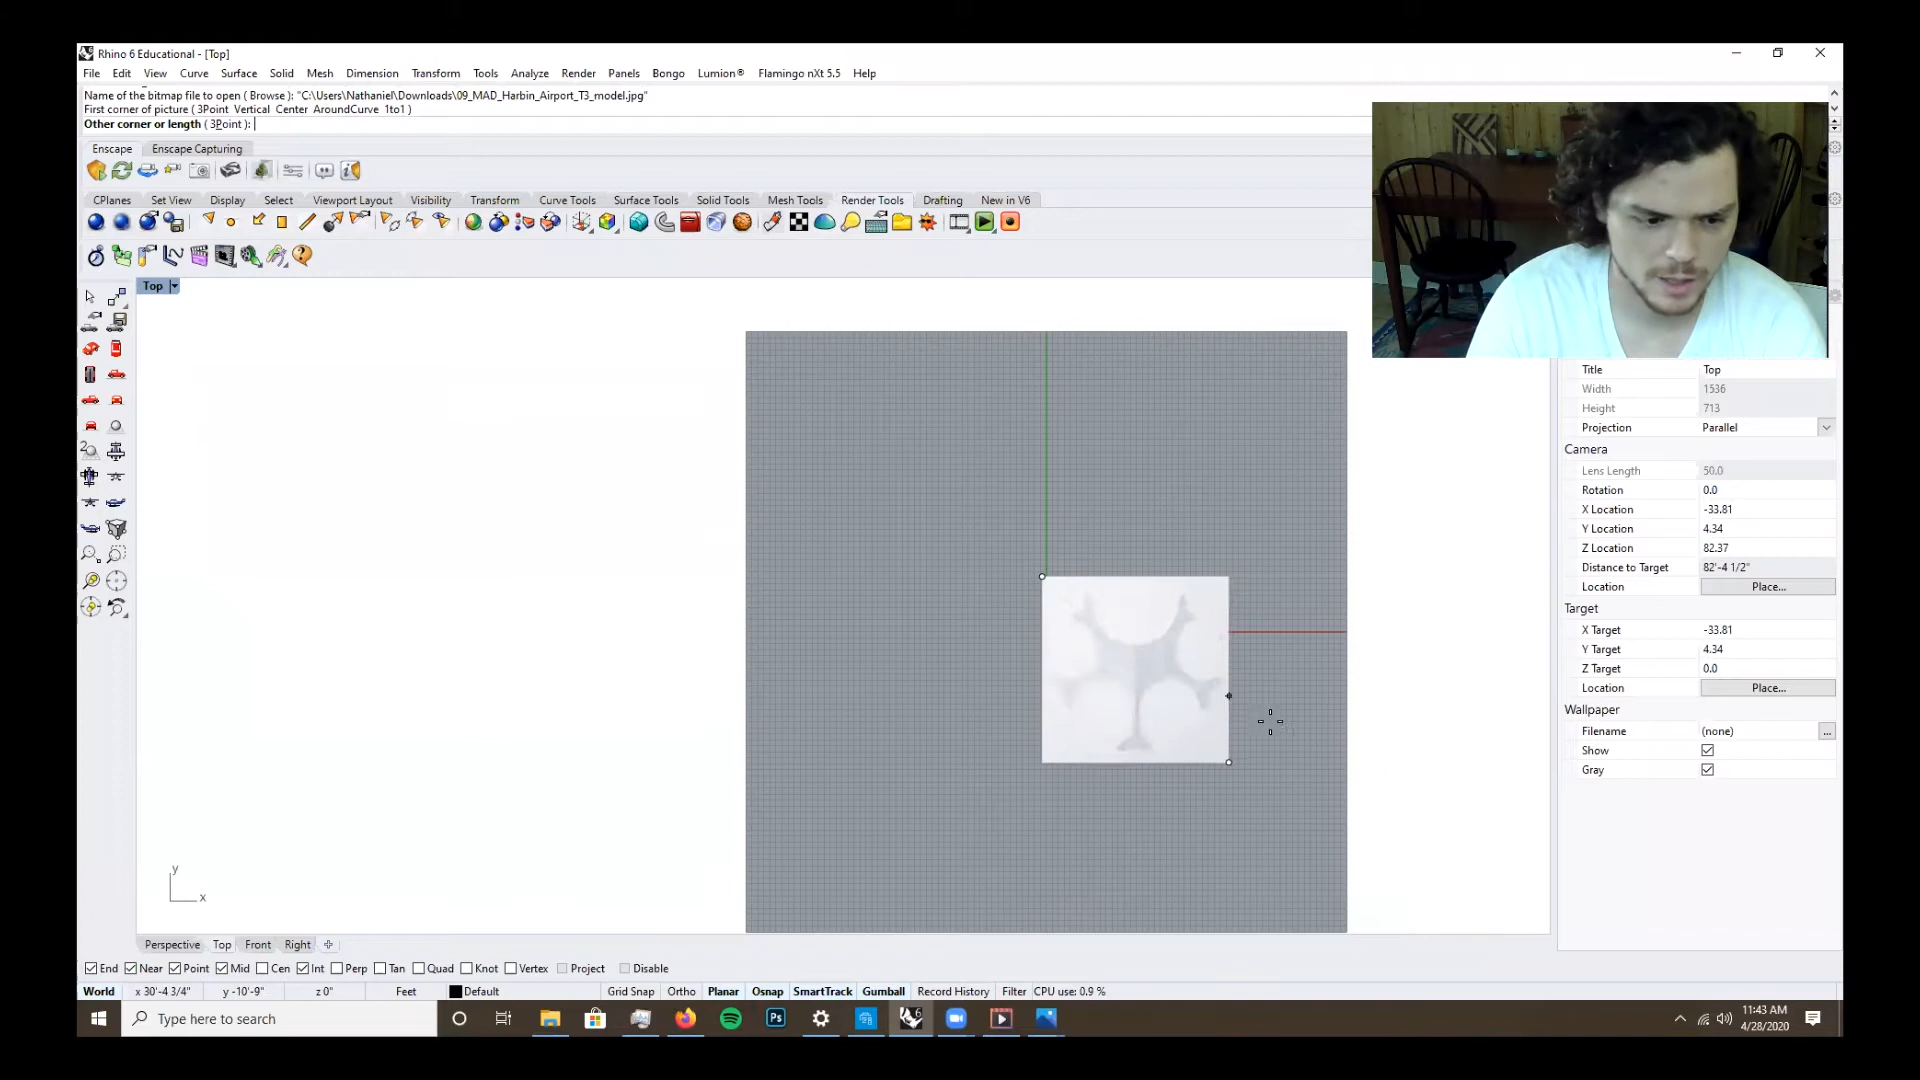 Rhino 6 Educational - [Top]
File Edit View Curve Surface Solid Mesh Dimension Transform Tools Analyze Render Panels Bongo Lumion® Flamingo nXt 5.5 Help
Name of the bitmap file to open ( Browse ): "C:\Users\Nathaniel\Downloads\09_MAD_Harbin_Airport_T3_model.jpg"
First corner of picture ( 3Point Vertical Center AroundCurve 1to1 )
Other corner or length ( 3Point ):
Enscape Enscape Capturing
CPlanes Set View Display Select Viewport Layout Visibility Transform Curve Tools Surface Tools Solid Tools Mesh Tools Render Tools Drafting New in V6
Top
Title Top
Width 1536
Height 713
Projection Parallel
Camera
Lens Length 50.0
Rotation 0.0
X Location -33.81
Y Location 4.34
Z Location 82.37
Distance to Target 82'-4 1/2"
Location Place...
Target
X Target -33.81
Y Target 4.34
Z Target 0.0
Location Place...
Wallpaper
Filename (none) ...
Show
Gray
y
x
Perspective Top Front Right
End Near Point Mid Cen Int Perp Tan Quad Knot Vertex Project Disable
World x 30'-4 3/4" y -10'-9" z 0" Feet Default Grid Snap Ortho Planar Osnap SmartTrack Gumball Record History Filter CPU use: 0.9 %
Type here to search
Ps
6
11:43 AM
4/28/2020